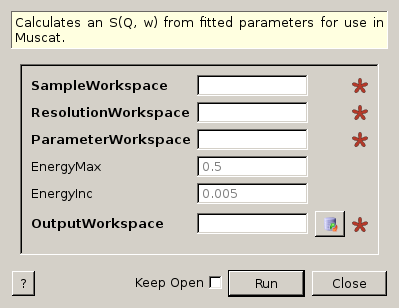 Calculates an S(Q, w) from fitted parameters for use in
Muscat.
SampleWorkspace
ResolutionWorkspace
ParameterWorkspace
EnergyMax 0.5
EnergyInc 0.005
OutputWorkspace
? Keep Open Run Close